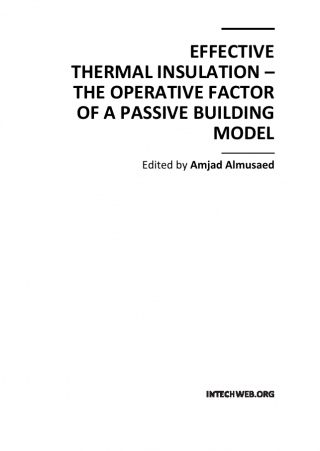 EFFECTIVE
THERMAL INSULATION –
THE OPERATIVE FACTOR
OF A PASSIVE BUILDING
MODEL
Edited by Amjad Almusaed
INTECHWEB.ORG